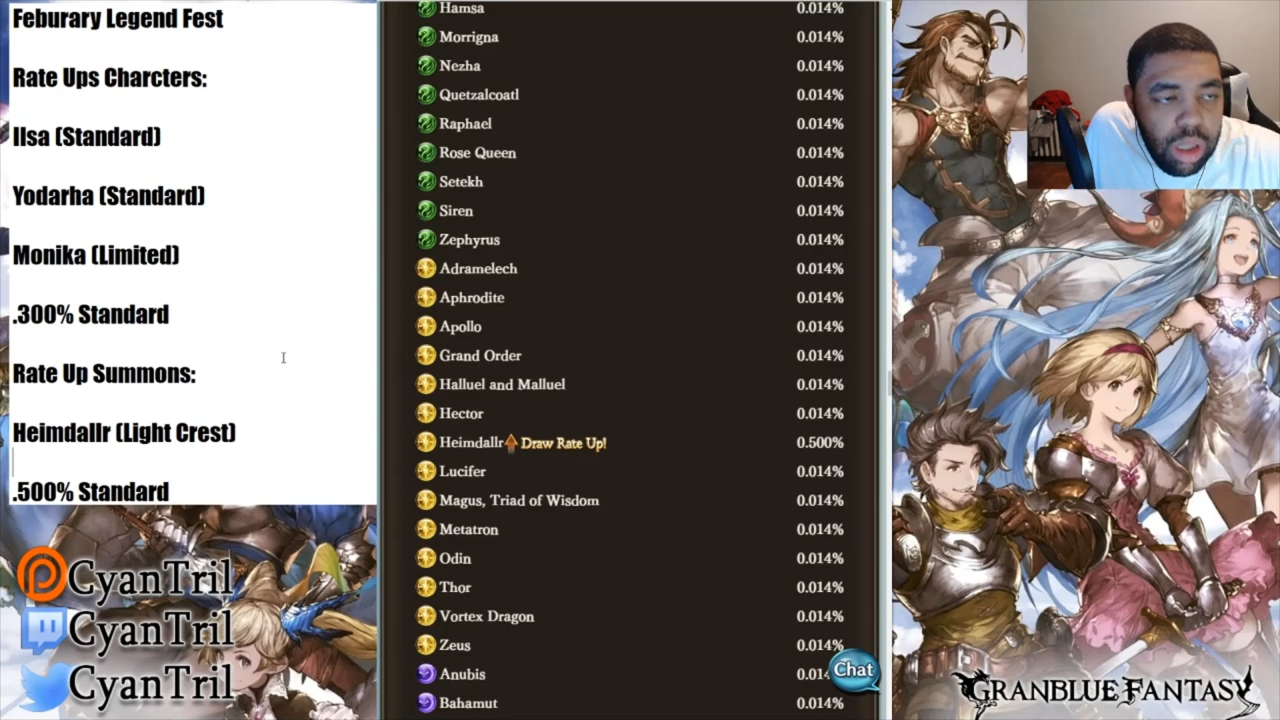 Feburary Legend Fest
Rate Ups Charcters:
Ilsa (Standard)
Yodarha (Standard)
Monika (Limited)
.300% Standard
Rate Up Summons:
Heimdallr (Light Crest)
.500% Standard
CyanTril
CyanTril
CyanTril
Hamsa 0.014%
Morrigna 0.014%
Nezha 0.014%
Quetzalcoatl 0.014%
Raphael 0.014%
Rose Queen 0.014%
Setekh 0.014%
Siren 0.014%
Zephyrus 0.014%
Adramelech 0.014%
Aphrodite 0.014%
Apollo 0.014%
Grand Order 0.014%
Halluel and Malluel 0.014%
Hector 0.014%
Heimdallr Draw Rate Up! 0.500%
Lucifer 0.014%
Magus, Triad of Wisdom 0.014%
Metatron 0.014%
Odin 0.014%
Thor 0.014%
Vortex Dragon 0.014%
Zeus 0.014%
Anubis 0.014
Bahamut 0.014%
Chat
GRANBLUE FANTASY